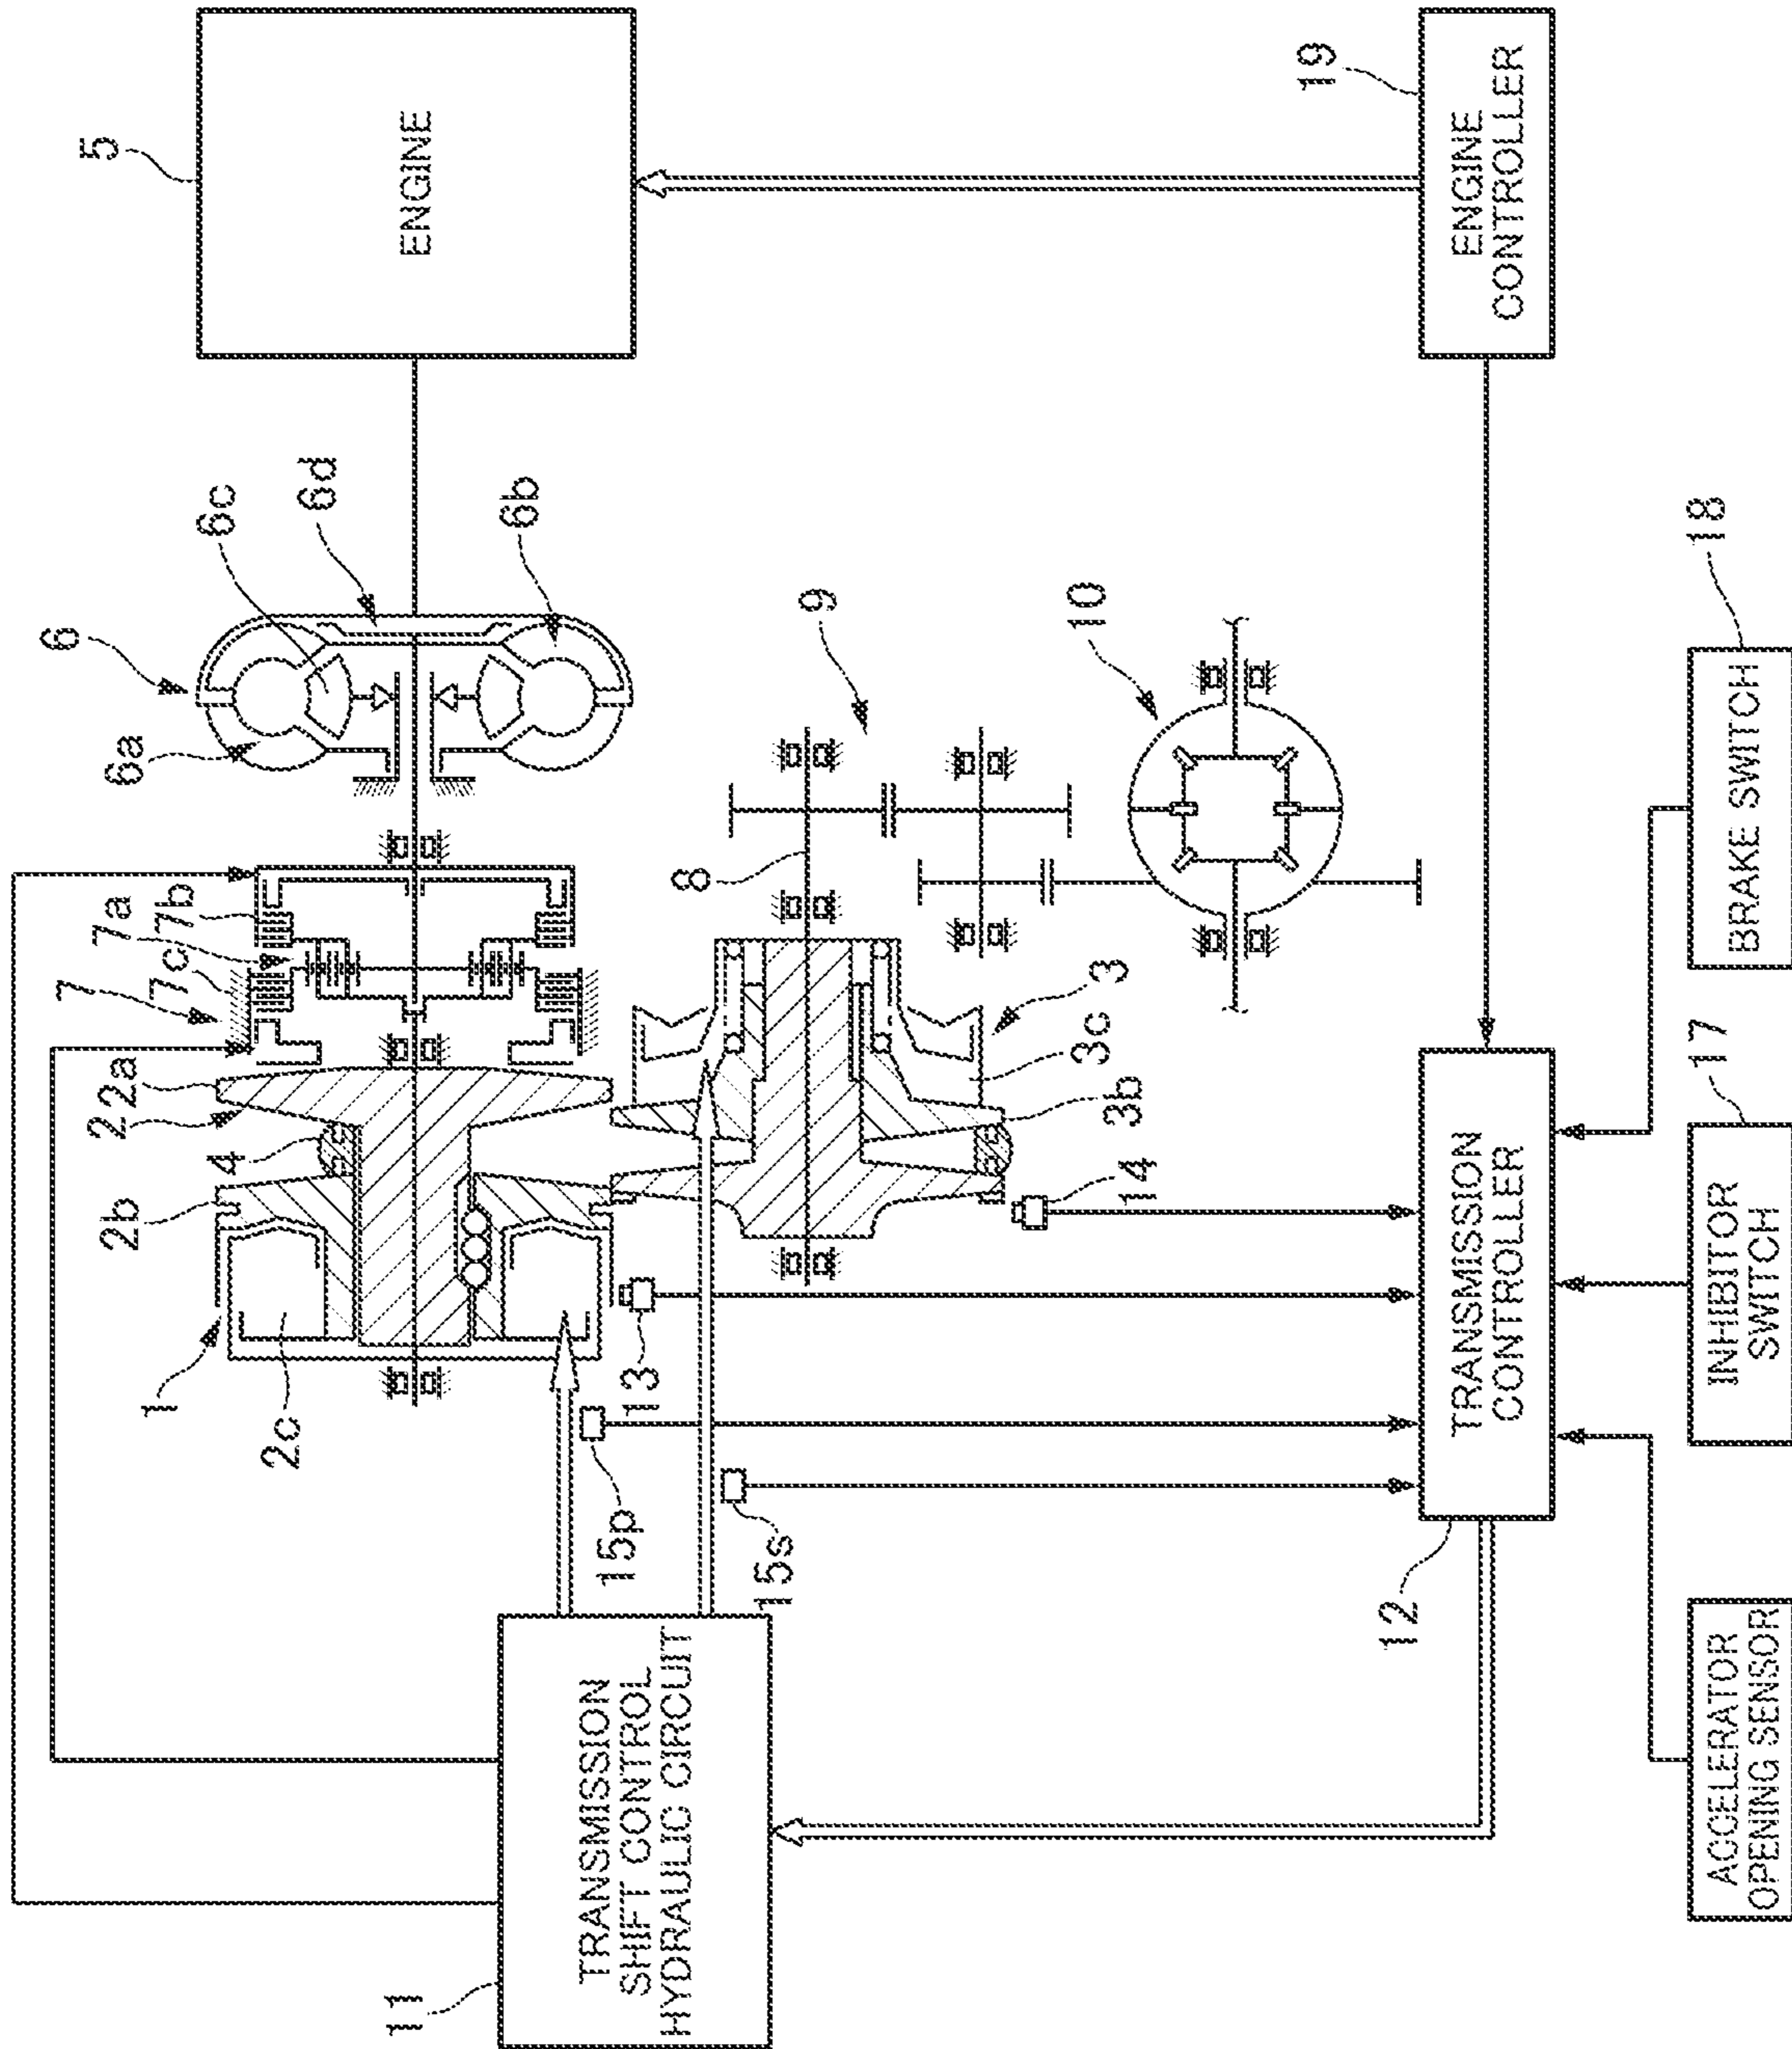 5
ENGINE
19
ENGINE
CONTROLLER
6
6a
6c
6d
6b
7
7c
7a
7b
9
8
10
18
BRAKE SWITCH
2
2a
4
2b
1
2c
3
3c
3b
14
13
15p
15s
17
INHIBITOR
SWITCH
TRANSMISSION
CONTROLLER
12
11
TRANSMISSION
SHIFT CONTROL
HYDRAULIC CIRCUIT
ACCELERATOR
OPENING SENSOR